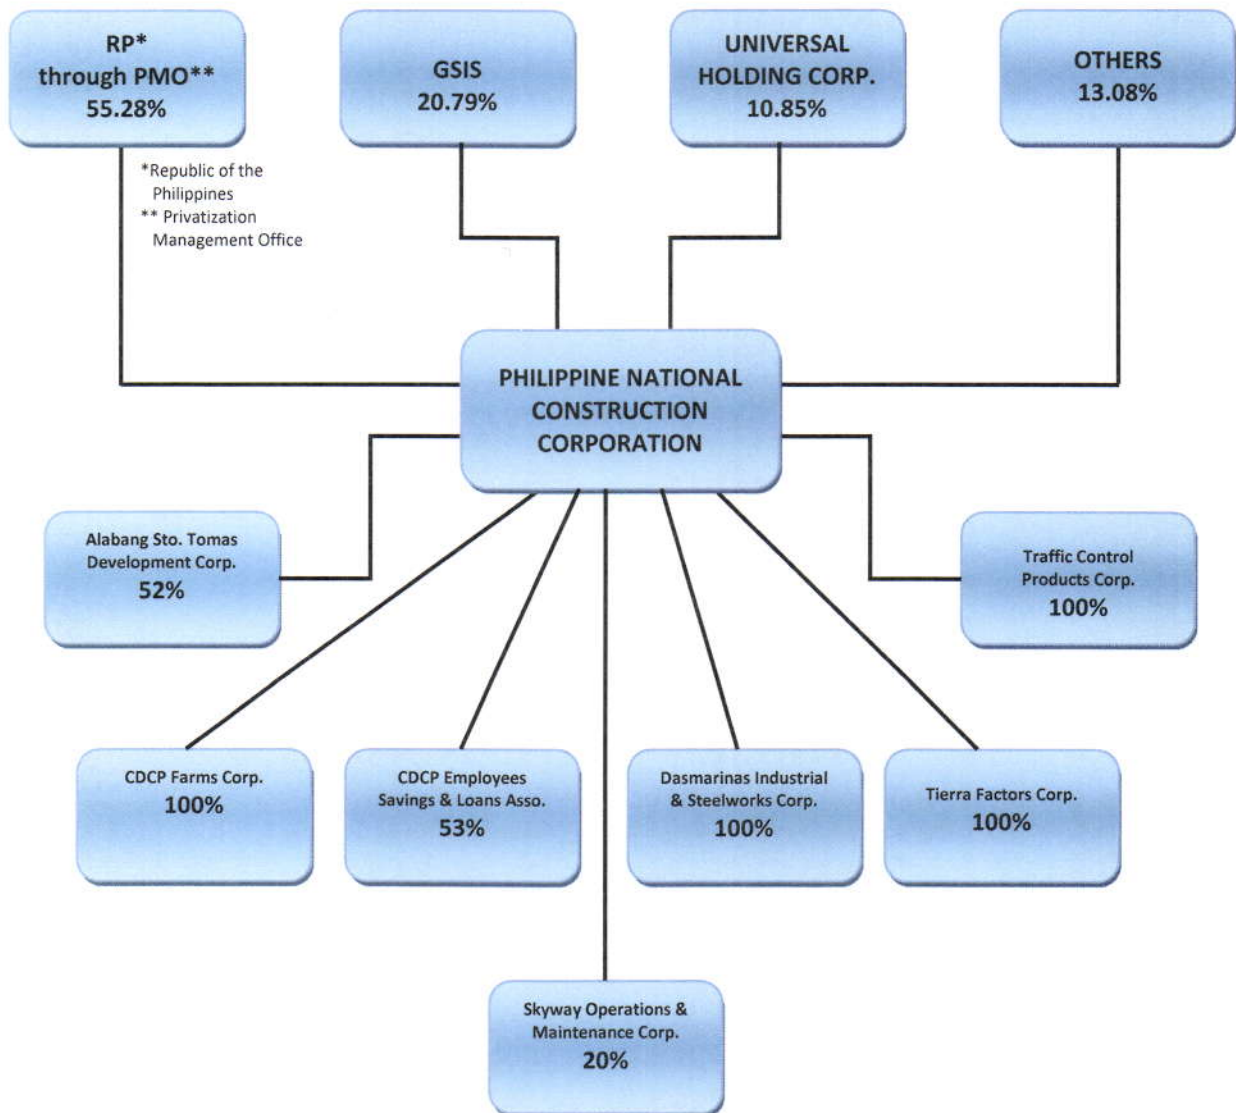 RP*
through PMO**
55.28%
GSIS
20.79%
UNIVERSAL
HOLDING CORP.
10.85%
OTHERS
13.08%
*Republic of the
Philippines
** Privatization
Management Office
PHILIPPINE NATIONAL
CONSTRUCTION
CORPORATION
Alabang Sto. Tomas
Development Corp.
52%
Traffic Control
Products Corp.
100%
CDCP Farms Corp.
100%
CDCP Employees
Savings & Loans Asso.
53%
Dasmarinas Industrial
& Steelworks Corp.
100%
Tierra Factors Corp.
100%
Skyway Operations &
Maintenance Corp.
20%